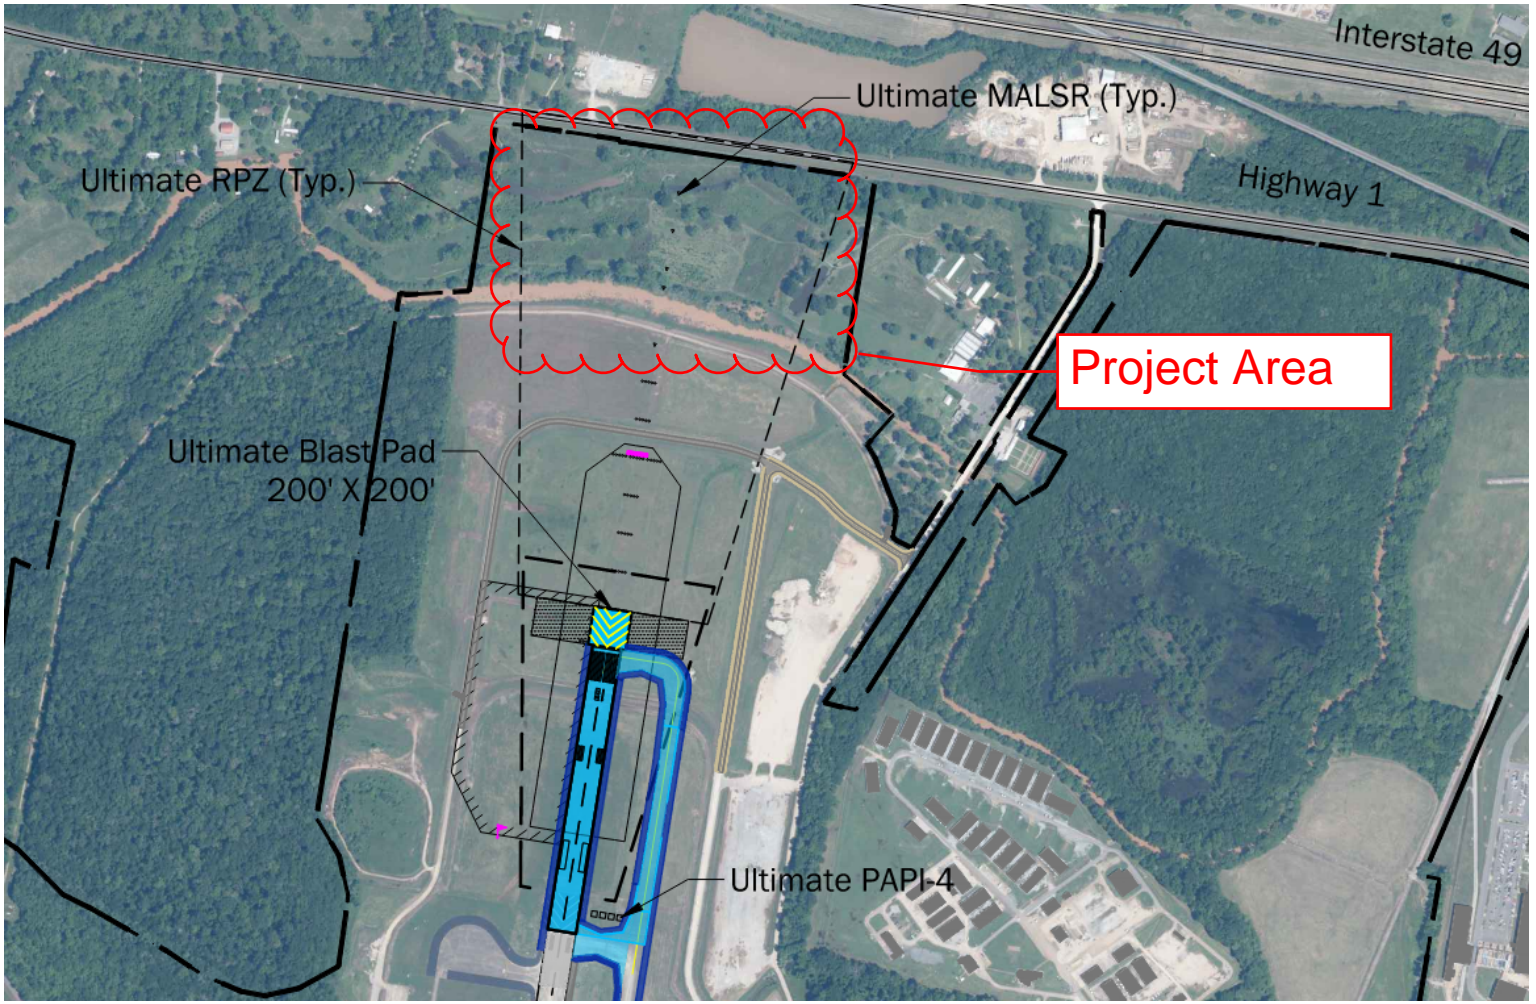 Interstate 49
Ultimate MALSR (Typ.)
Highway 1
Ultimate RPZ (Typ.)
Project Area
Ultimate Blast Pad
200' X 200'
Ultimate PAPI-4